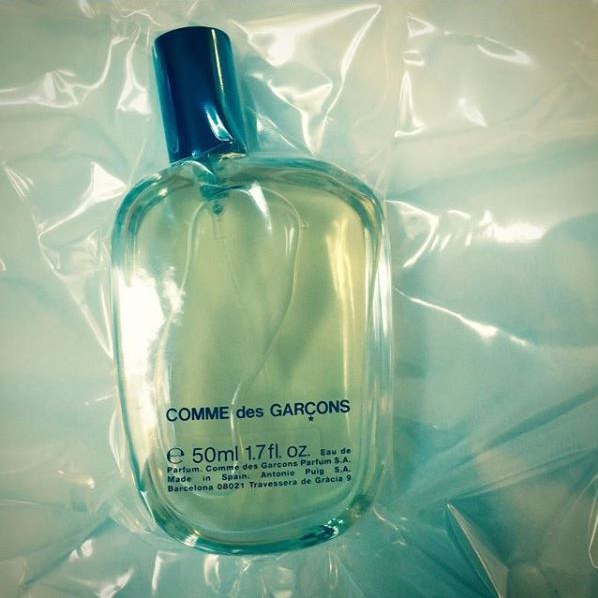 COMME des GARÇONS
℮ 50ml 1.7fl. oz. Eau de
Parfum. Comme des Garcons Parfum S.A.
Made in Spain. Antonio Puig S.A.
Barcelona 08021 Travessera de Gràcia 9